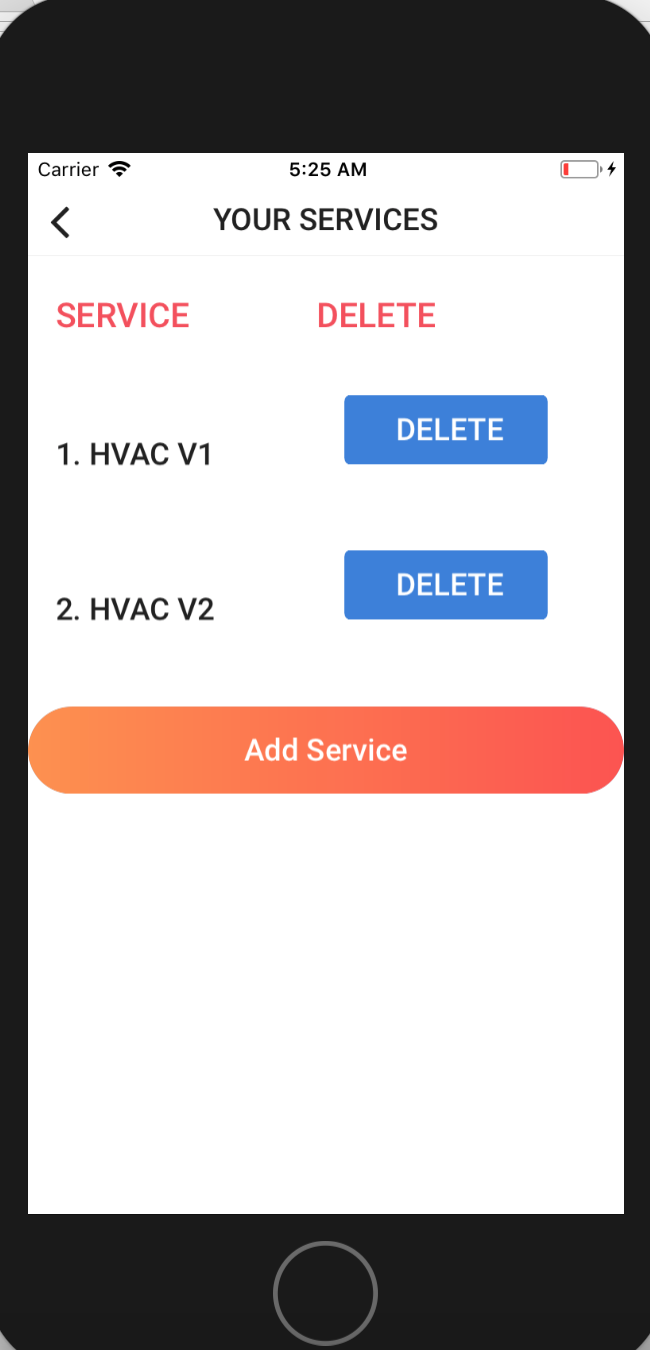 Carrier 5:25 AM
YOUR SERVICES
SERVICE DELETE
1. HVAC V1 DELETE
2. HVAC V2 DELETE
Add Service